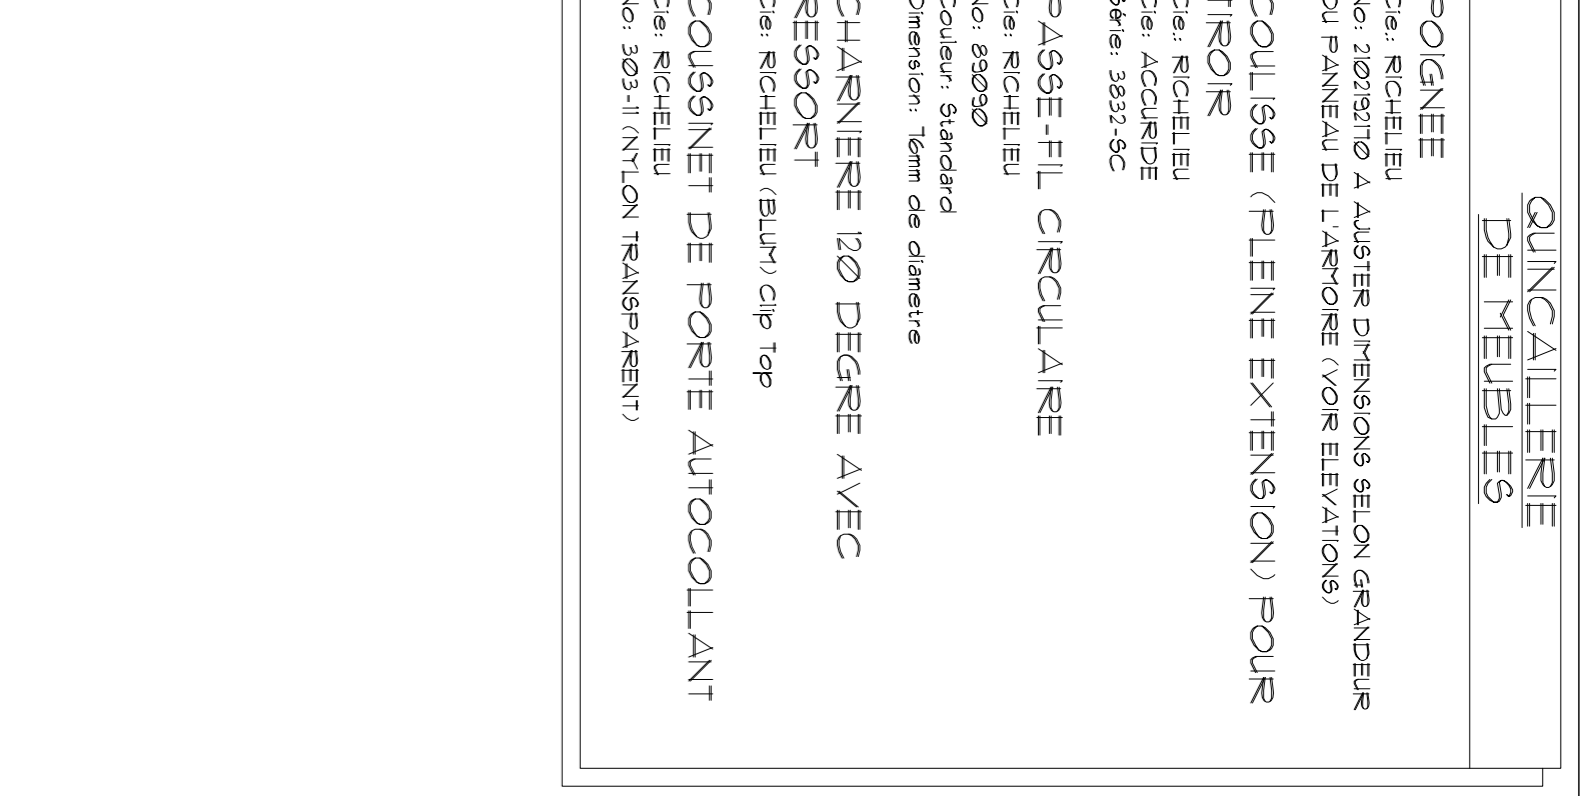 QUINCAILLERIE
DE MEUBLES
POIGNEE
Cie.: RICHELIEU
No: 2102192170 A AJUSTER DIMENSIONS SELON GRANDEUR
DU PANNEAU DE L'ARMOIRE (VOIR ELEVATIONS)
COULISSE (PLEINE EXTENSION) POUR
TIROIR
Cie.: RICHELIEU
Cie: ACCURIDE
Série: 3832-SC
PASSE-FIL CIRCULAIRE
Cie: RICHELIEU
No: 89090
Couleur: Standard
Dimension: 76mm de diametre
CHARNIERE 120 DEGRE AVEC
RESSORT
Cie: RICHELIEU (BLUM) Clip Top
COUSSINET DE PORTE AUTOCOLLANT
Cie: RICHELIEU
No: 303-11 (NYLON TRANSPARENT)